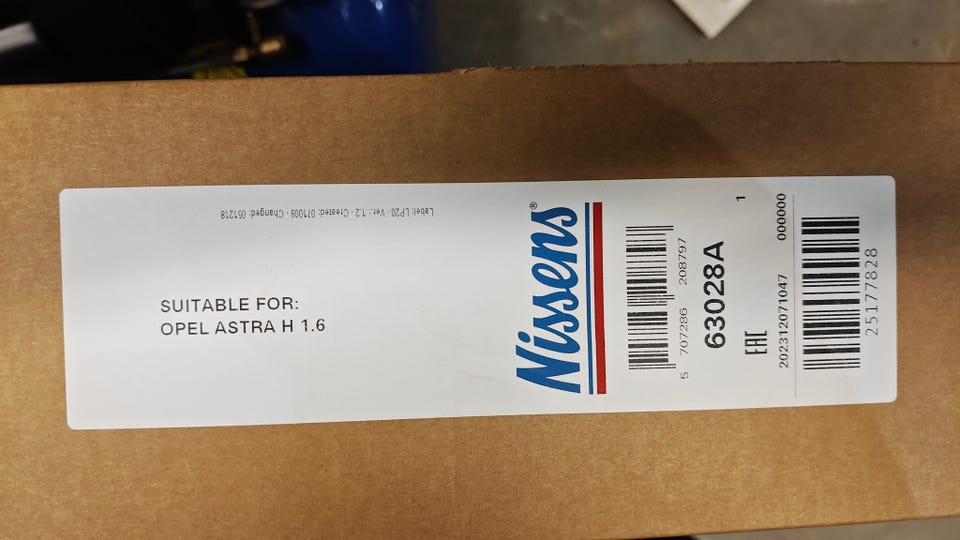 Label: LP20 - Ver.: 1.2 - Created: 071009 - Changed: 051218
SUITABLE FOR:
OPEL ASTRA H 1.6
Nissens®
5 707286 208797
63028A
1
EAC
202312071047 000000
25177828